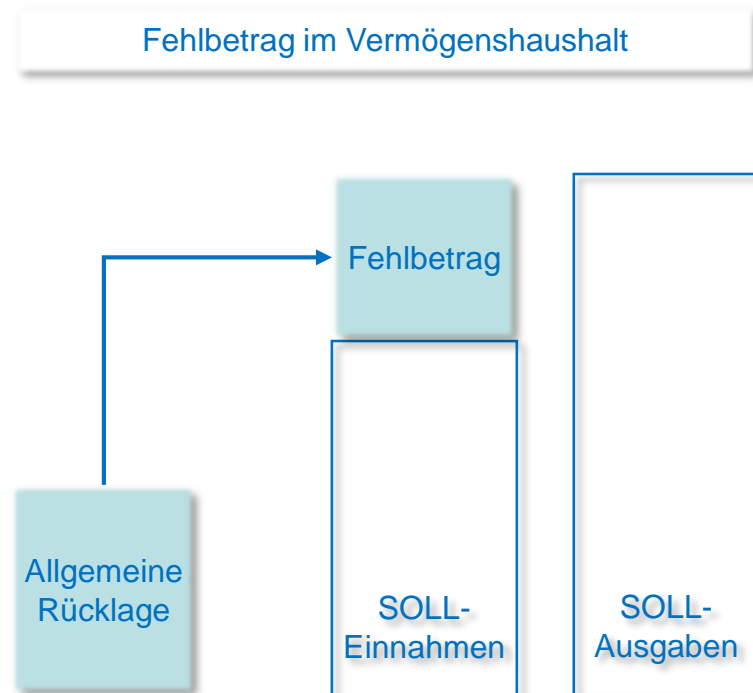 Fehlbetrag im Vermögenshaushalt
Fehlbetrag
Allgemeine
Rücklage
SOLL-
Einnahmen
SOLL-
Ausgaben